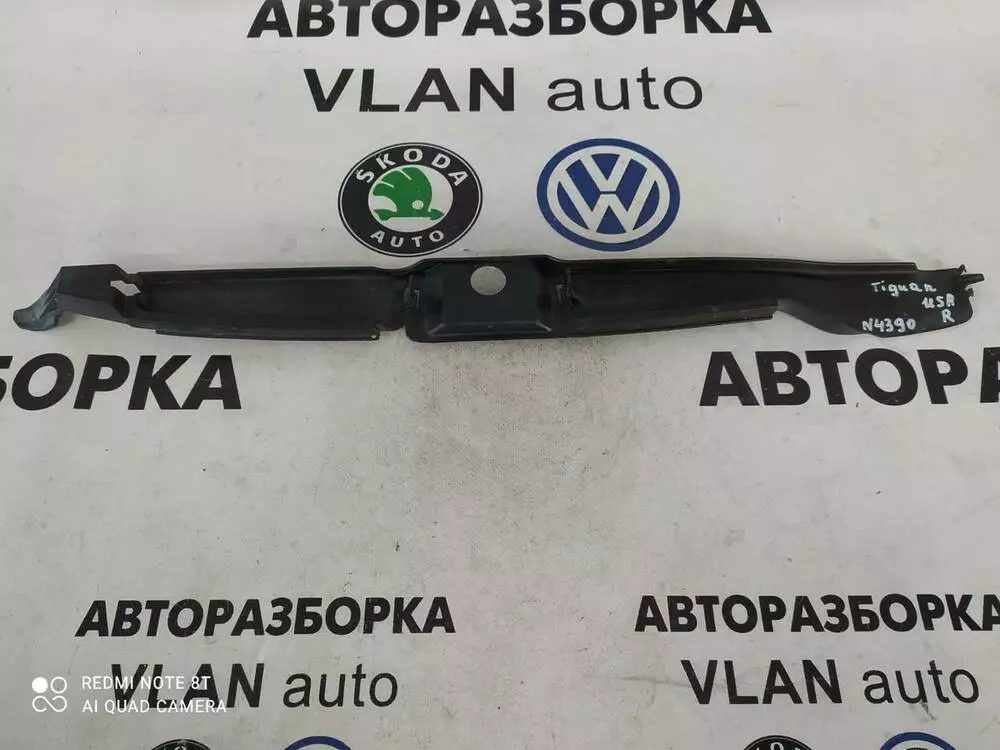 АВТОРАЗБОРКА
VLAN auto
ŠKODA
AUTO
Tiguan
USA
N4390 R
БОРКА
АВТОР
АВТОРАЗБОРКА
VLAN auto
АВТОРАЗБОРКА
VLAN auto
REDMI NOTE 8T
AI QUAD CAMERA